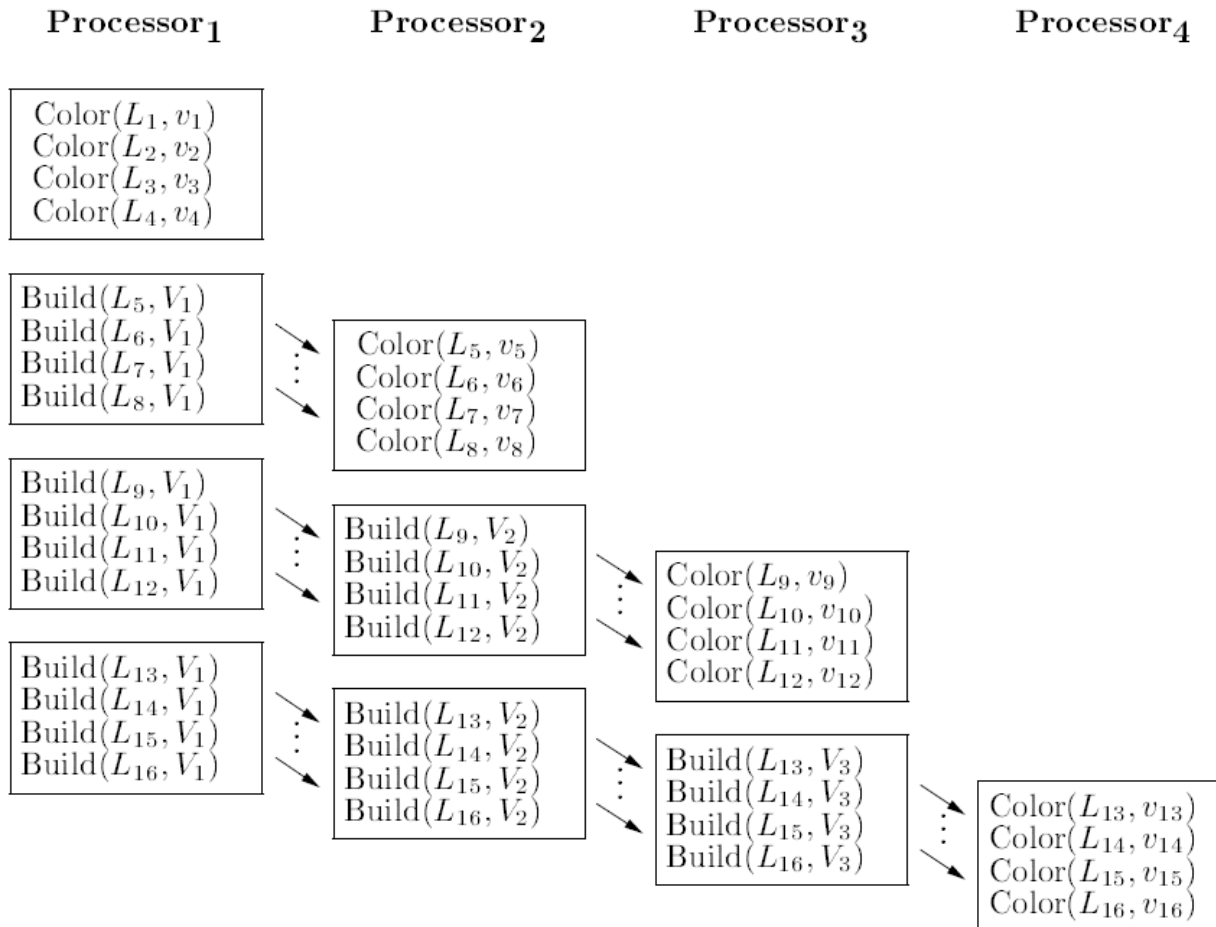 Processor₁ Processor₂ Processor₃ Processor₄
Color(L₁, v₁)
Color(L₂, v₂)
Color(L₃, v₃)
Color(L₄, v₄)
Build(L₅, V₁)
Build(L₆, V₁)
Build(L₇, V₁)
Build(L₈, V₁)
Color(L₅, v₅)
Color(L₆, v₆)
Color(L₇, v₇)
Color(L₈, v₈)
Build(L₉, V₁)
Build(L₁₀, V₁)
Build(L₁₁, V₁)
Build(L₁₂, V₁)
Build(L₉, V₂)
Build(L₁₀, V₂)
Build(L₁₁, V₂)
Build(L₁₂, V₂)
Color(L₉, v₉)
Color(L₁₀, v₁₀)
Color(L₁₁, v₁₁)
Color(L₁₂, v₁₂)
Build(L₁₃, V₁)
Build(L₁₄, V₁)
Build(L₁₅, V₁)
Build(L₁₆, V₁)
Build(L₁₃, V₂)
Build(L₁₄, V₂)
Build(L₁₅, V₂)
Build(L₁₆, V₂)
Build(L₁₃, V₃)
Build(L₁₄, V₃)
Build(L₁₅, V₃)
Build(L₁₆, V₃)
Color(L₁₃, v₁₃)
Color(L₁₄, v₁₄)
Color(L₁₅, v₁₅)
Color(L₁₆, v₁₆)